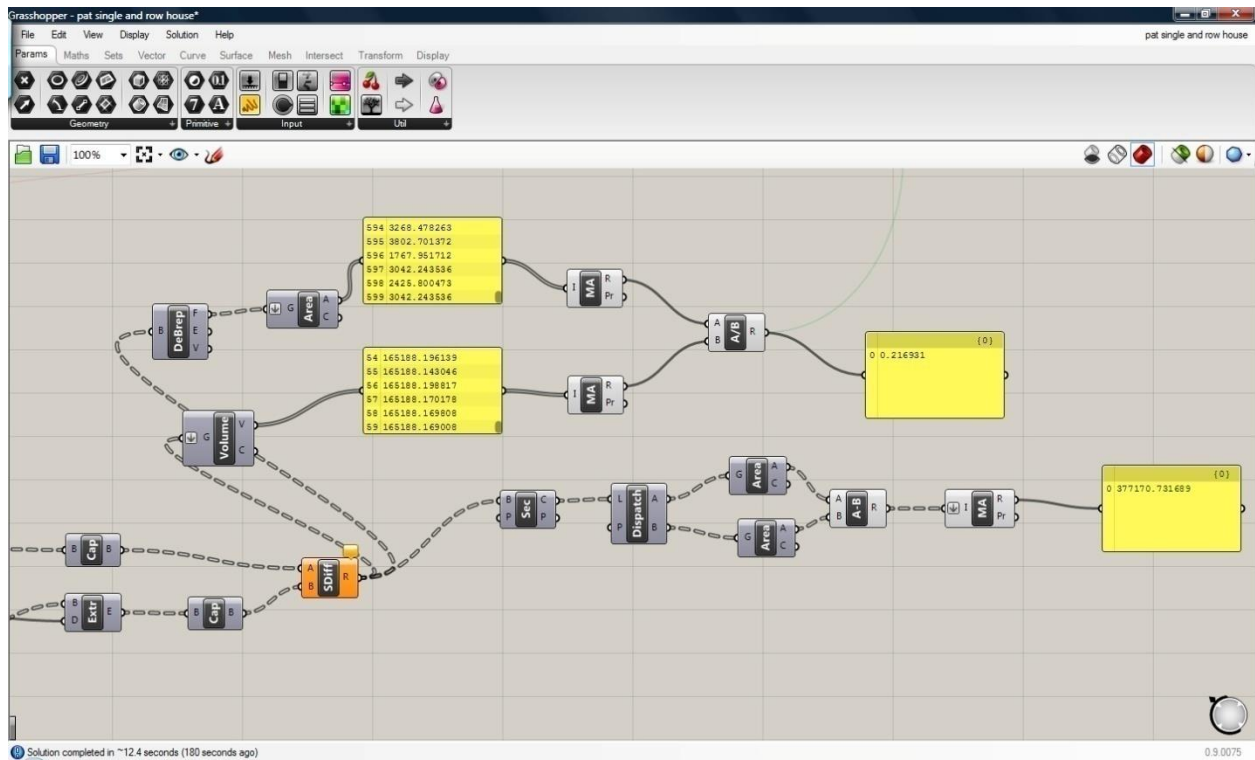 Grasshopper - pat single and row house*
File Edit View Display Solution Help
pat single and row house
Params Maths Sets Vector Curve Surface Mesh Intersect Transform Display
Geometry Primitive Input Util
100%
594 3268.478263
595 3802.701372
596 1767.951712
597 3042.243536
598 2425.800473
599 3042.243536
B DeBrep F E V
G Area A C
I MA R Pr
A B A/B R
{0}
0 0.216931
54 165188.196139
55 165188.143046
56 165188.198817
57 165188.170178
58 165188.169808
59 165188.169008
I MA R Pr
G Volume V C
G Area A C
{0}
0 377170.731689
B P Sec C P
L P Dispatch A B
A B A-B R
I MA R Pr
G Area A C
B Cap B
A B SDiff R
B D Extr E
B Cap B
Solution completed in ~12.4 seconds (180 seconds ago)
0.9.0075